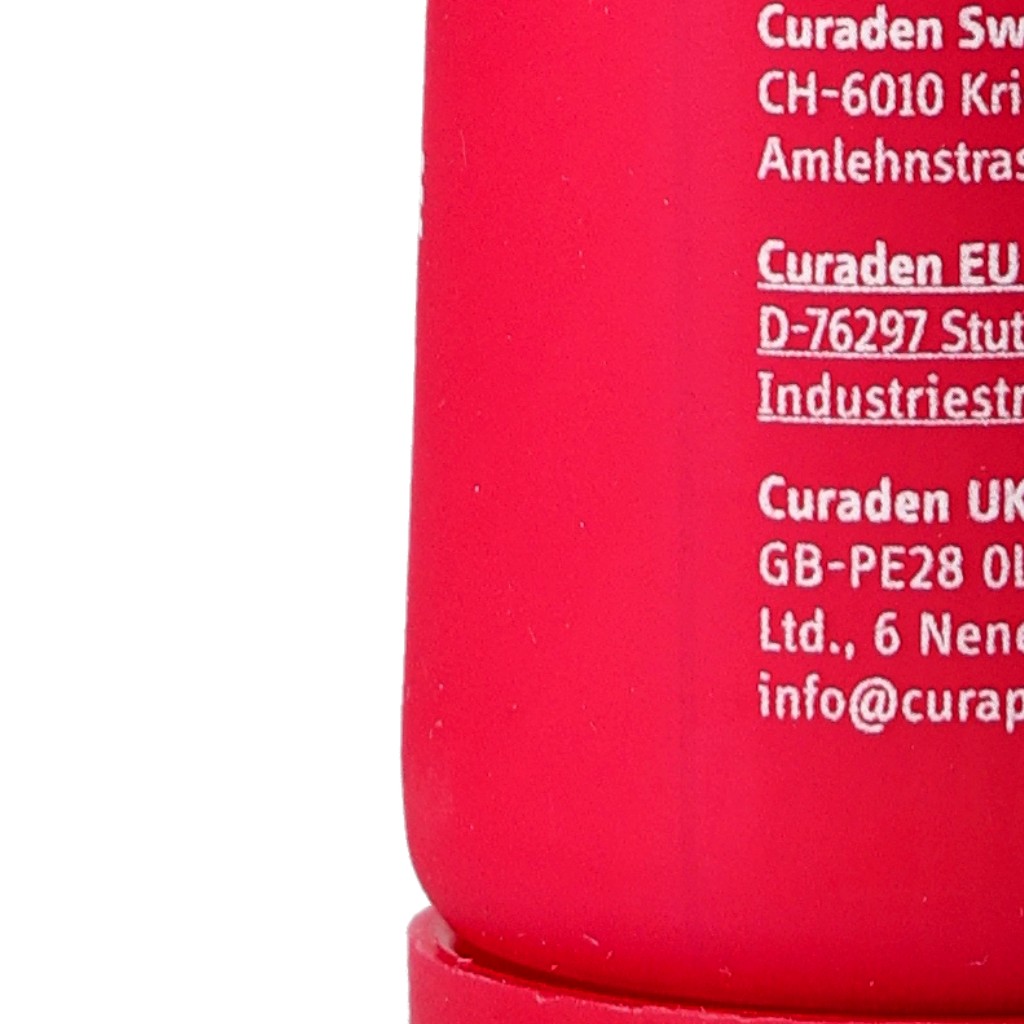 Curaden Sw
CH-6010 Kri
Amlehnstras
Curaden EU
D-76297 Stut
Industriestr
Curaden UK
GB-PE28 0L
Ltd., 6 Nene
info@curap